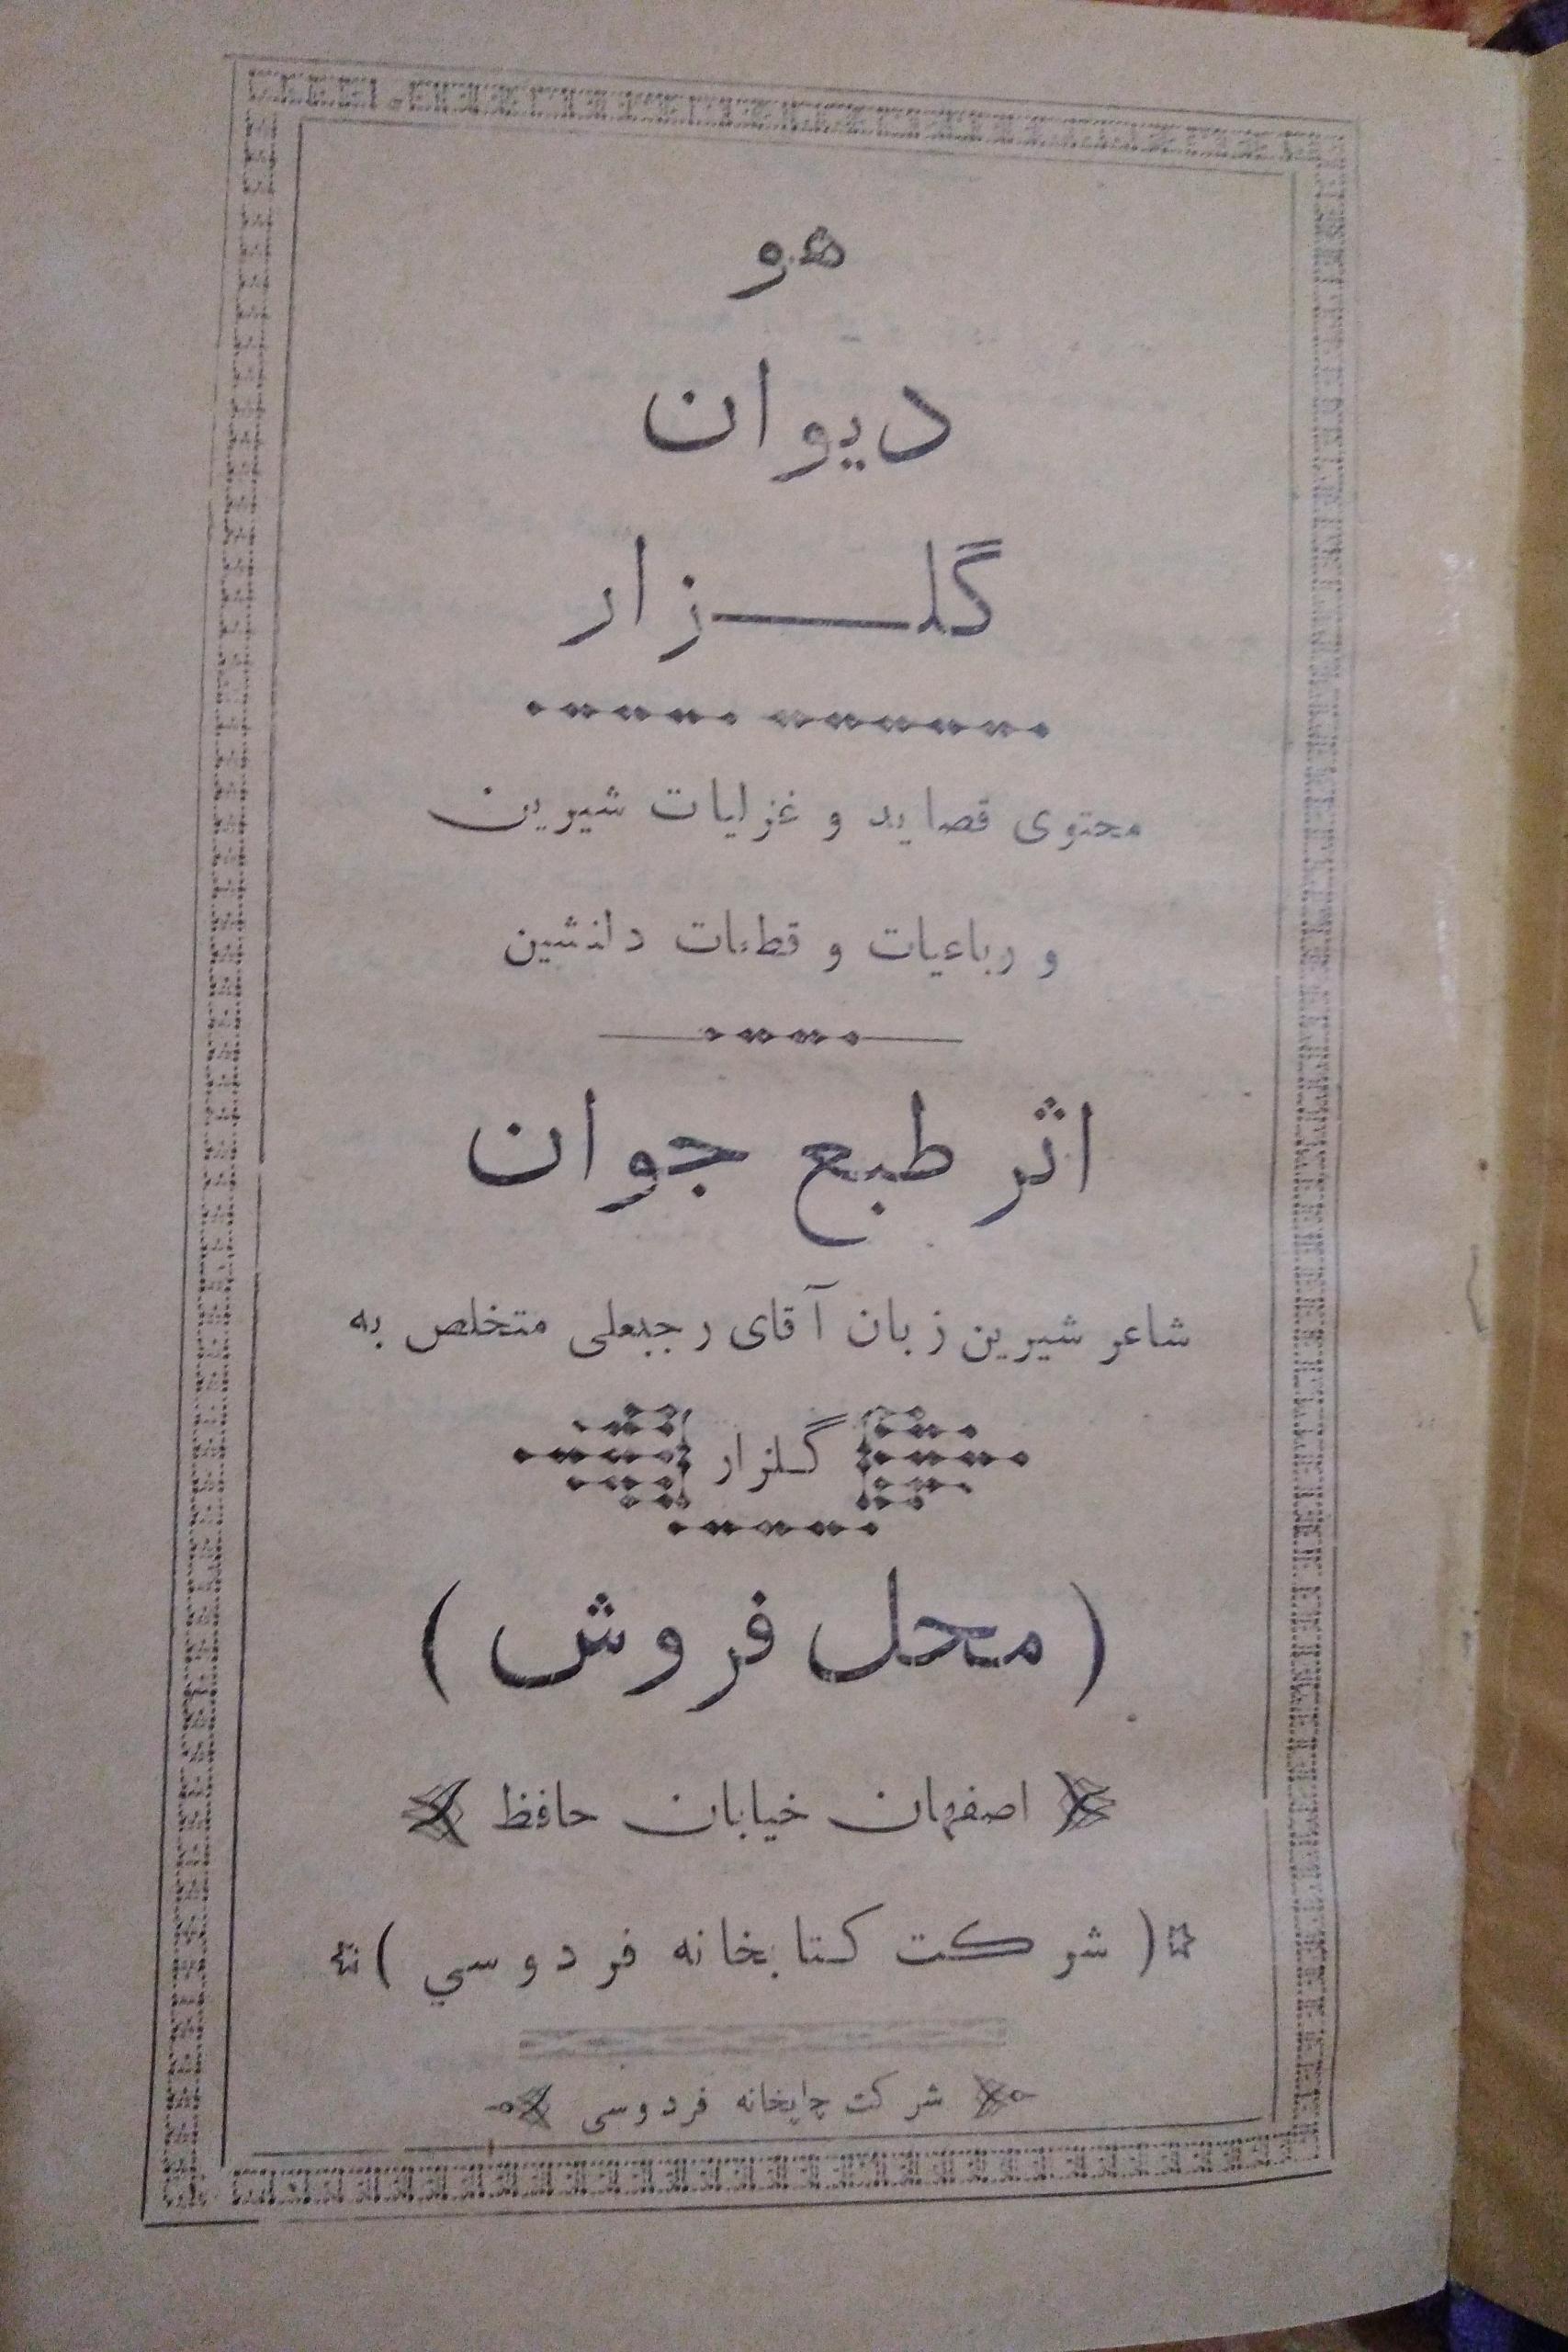 هو
دیوان
گلـــزار
محتوی قصاید و غزلیات شیرین
و رباعیات و قطعات دلنشین
اثر طبع جوان
شاعر شیرین زبان آقای رجبعلی متخلص به
گلزار
( محل فروش )
اصفهان خیابان حافظ
( شرکت کتابخانه فردوسي )
شرکت چاپخانه فردوسی